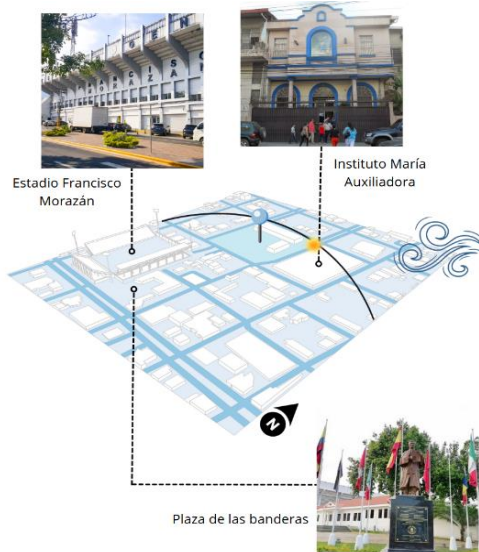 Estadio Francisco
Morazán
Instituto María
Auxiliadora
N
Plaza de las banderas